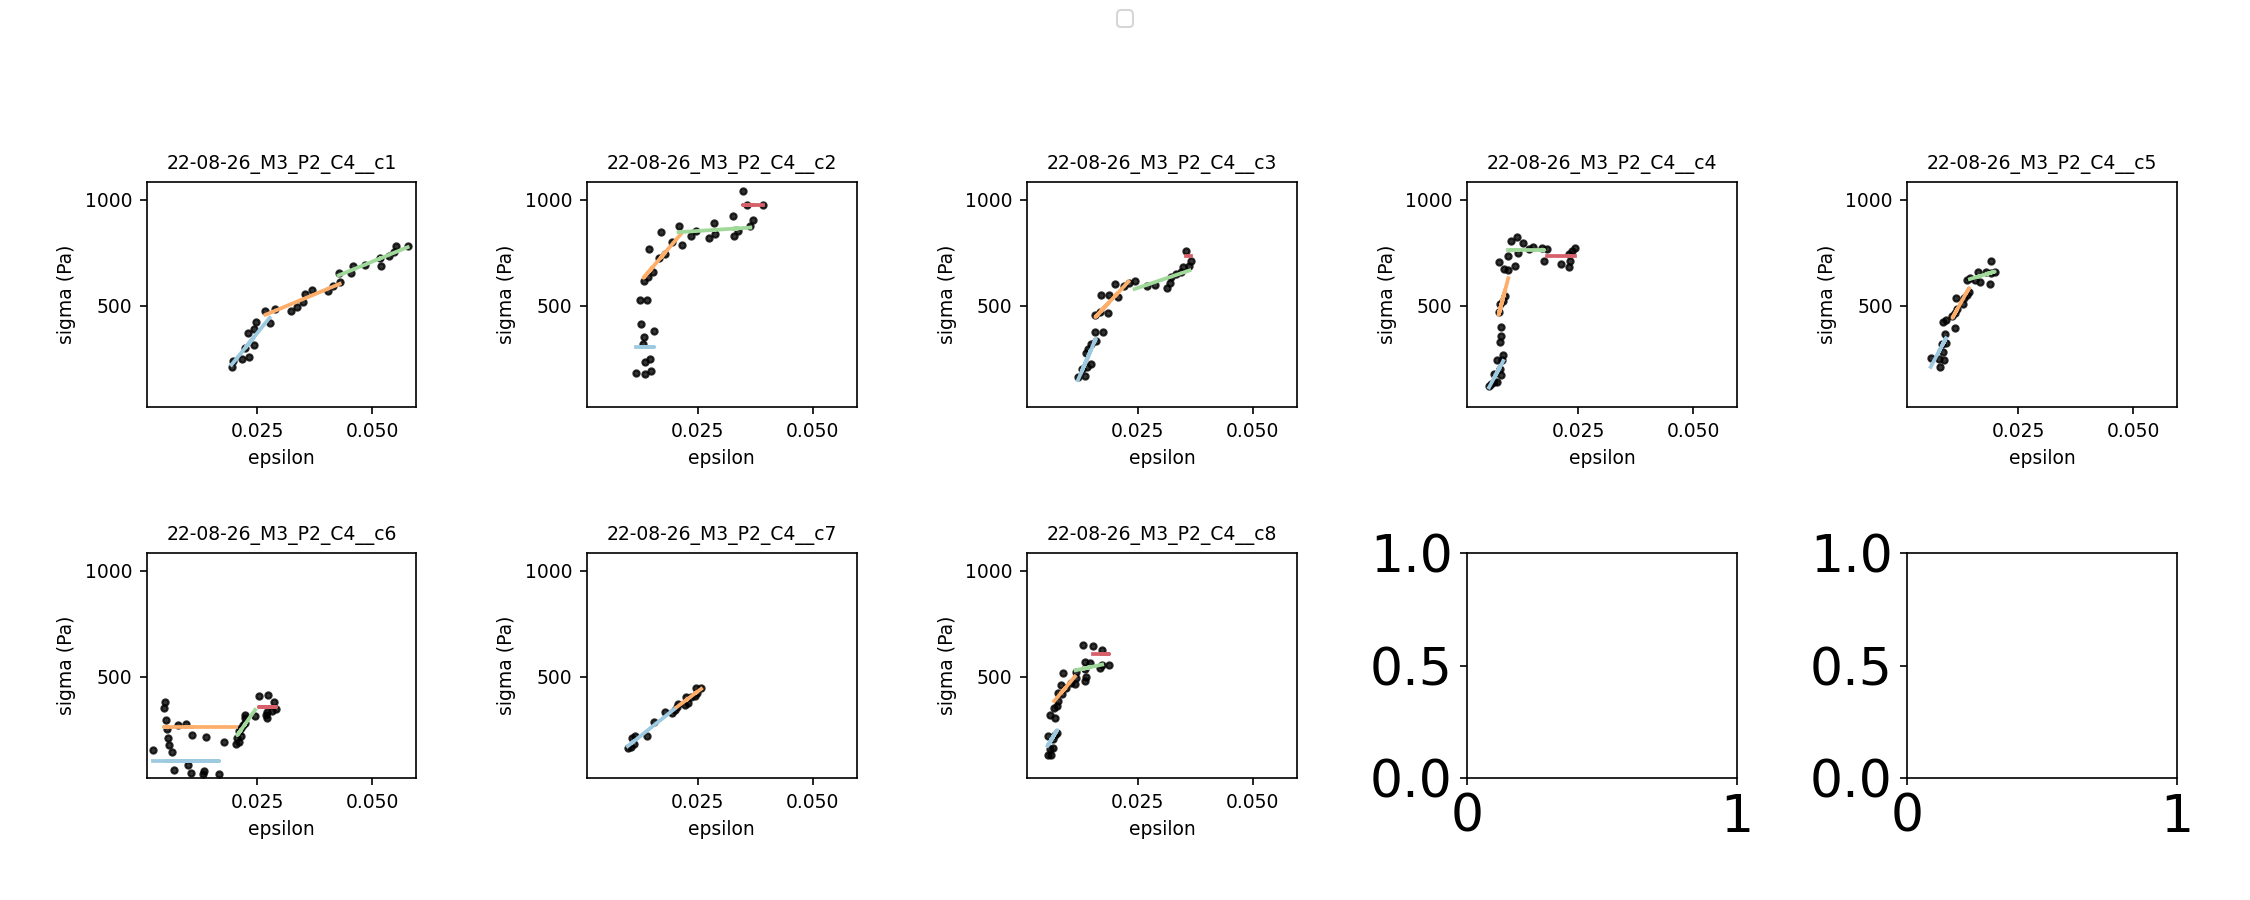 22-08-26_M3_P2_C4__c1
1000
500
sigma (Pa)
0.025 0.050
epsilon
22-08-26_M3_P2_C4__c2
1000
500
sigma (Pa)
0.025 0.050
epsilon
22-08-26_M3_P2_C4__c3
1000
500
sigma (Pa)
0.025 0.050
epsilon
22-08-26_M3_P2_C4__c4
1000
500
sigma (Pa)
0.025 0.050
epsilon
22-08-26_M3_P2_C4__c5
1000
500
sigma (Pa)
0.025 0.050
epsilon
22-08-26_M3_P2_C4__c6
1000
500
sigma (Pa)
0.025 0.050
epsilon
22-08-26_M3_P2_C4__c7
1000
500
sigma (Pa)
0.025 0.050
epsilon
22-08-26_M3_P2_C4__c8
1000
500
sigma (Pa)
0.025 0.050
epsilon
1.0
0.5
0.0
0 1
1.0
0.5
0.0
0 1